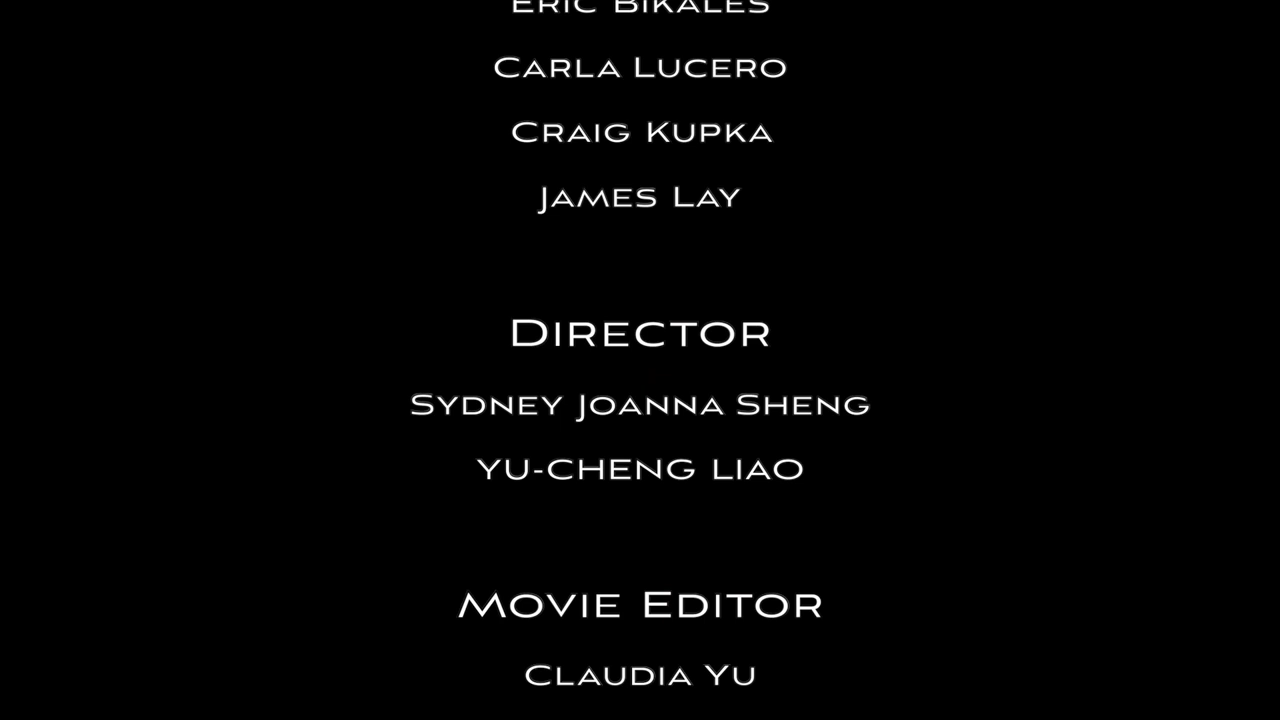 Eric Bikales
Carla Lucero
Craig Kupka
James Lay
Director
Sydney Joanna Sheng
YU-CHENG LIAO
Movie Editor
Claudia Yu